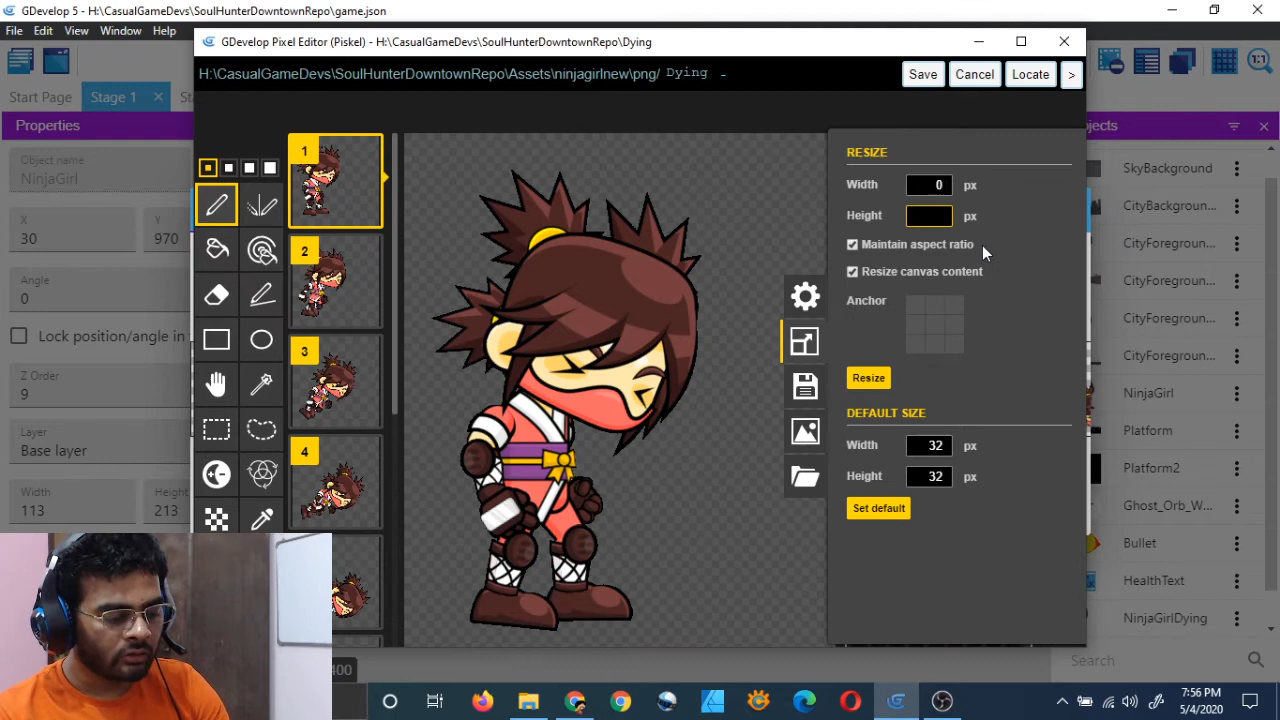 GDevelop 5 - H:\CasualGameDevs\SoulHunterDowntownRepo\game.json
File Edit View Window Help
GDevelop Pixel Editor (Piskel) - H:\CasualGameDevs\SoulHunterDowntownRepo\Dying
H:\CasualGameDevs\SoulHunterDowntownRepo\Assets\ninjagirlnew\png/ Dying -
Save Cancel Locate >
Start Page Stage 1
Properties
Object name
NinjaGirl
X Y
30 970
Angle
0
Lock position/angle in
Z Order
9
Layer
Base layer
Width Height
113 213
1
2
3
4
RESIZE
Width 0 px
Height px
Maintain aspect ratio
Resize canvas content
Anchor
Resize
DEFAULT SIZE
Width 32 px
Height 32 px
Set default
1:1
SkyBackground
CityBackgroun...
CityForegroun...
CityForegroun...
CityForegroun...
CityForegroun...
NinjaGirl
Platform
Platform2
Ghost_Orb_W...
Bullet
HealthText
NinjaGirlDying
Search
7:56 PM
5/4/2020